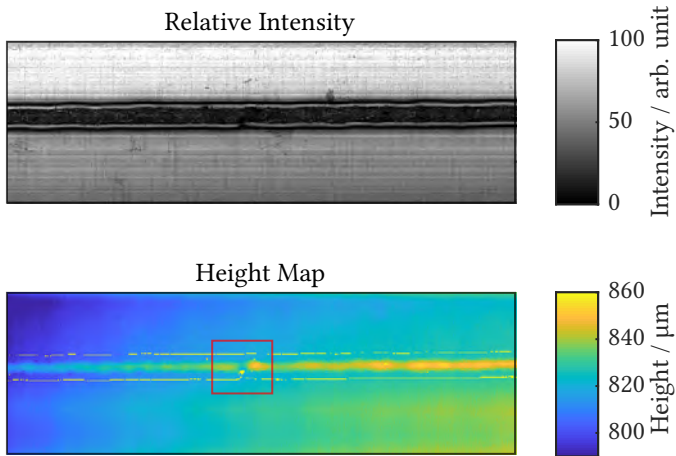 Relative Intensity
100
50
0
Intensity / arb. unit
Height Map
860
840
820
800
Height / μm